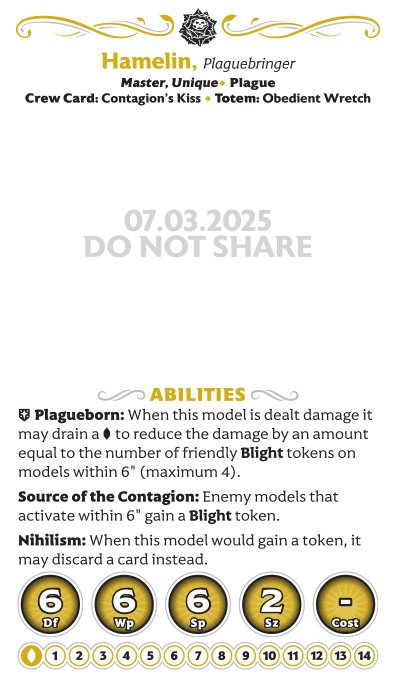 Hamelin, Plaguebringer
Master, Unique ♦ Plague
Crew Card: Contagion's Kiss ♦ Totem: Obedient Wretch
07.03.2025
DO NOT SHARE
ABILITIES
Plagueborn: When this model is dealt damage it
may drain a to reduce the damage by an amount
equal to the number of friendly Blight tokens on
models within 6" (maximum 4).
Source of the Contagion: Enemy models that
activate within 6" gain a Blight token.
Nihilism: When this model would gain a token, it
may discard a card instead.
6 6 6 2 -
Df Wp Sp Sz Cost
1 2 3 4 5 6 7 8 9 10 11 12 13 14